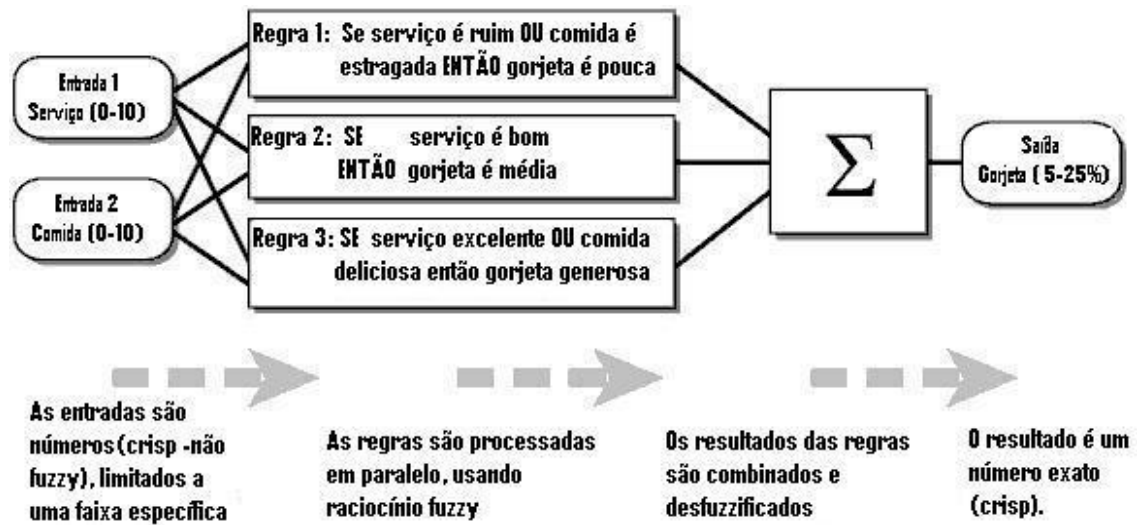 Entrada 1
Serviço (0-10)
Entrada 2
Comida (0-10)
Regra 1: Se serviço é ruim OU comida é
estragada ENTÃO gorjeta é pouca
Regra 2: SE serviço é bom
ENTÃO gorjeta é média
Regra 3: SE serviço excelente OU comida
deliciosa então gorjeta generosa
Σ
Saída
Gorjeta ( 5-25%)
As entradas são
números(crisp -não
fuzzy), limitados a
uma faixa específica
As regras são processadas
em paralelo, usando
raciocínio fuzzy
Os resultados das regras
são combinados e
desfuzzificados
O resultado é um
número exato
(crisp).